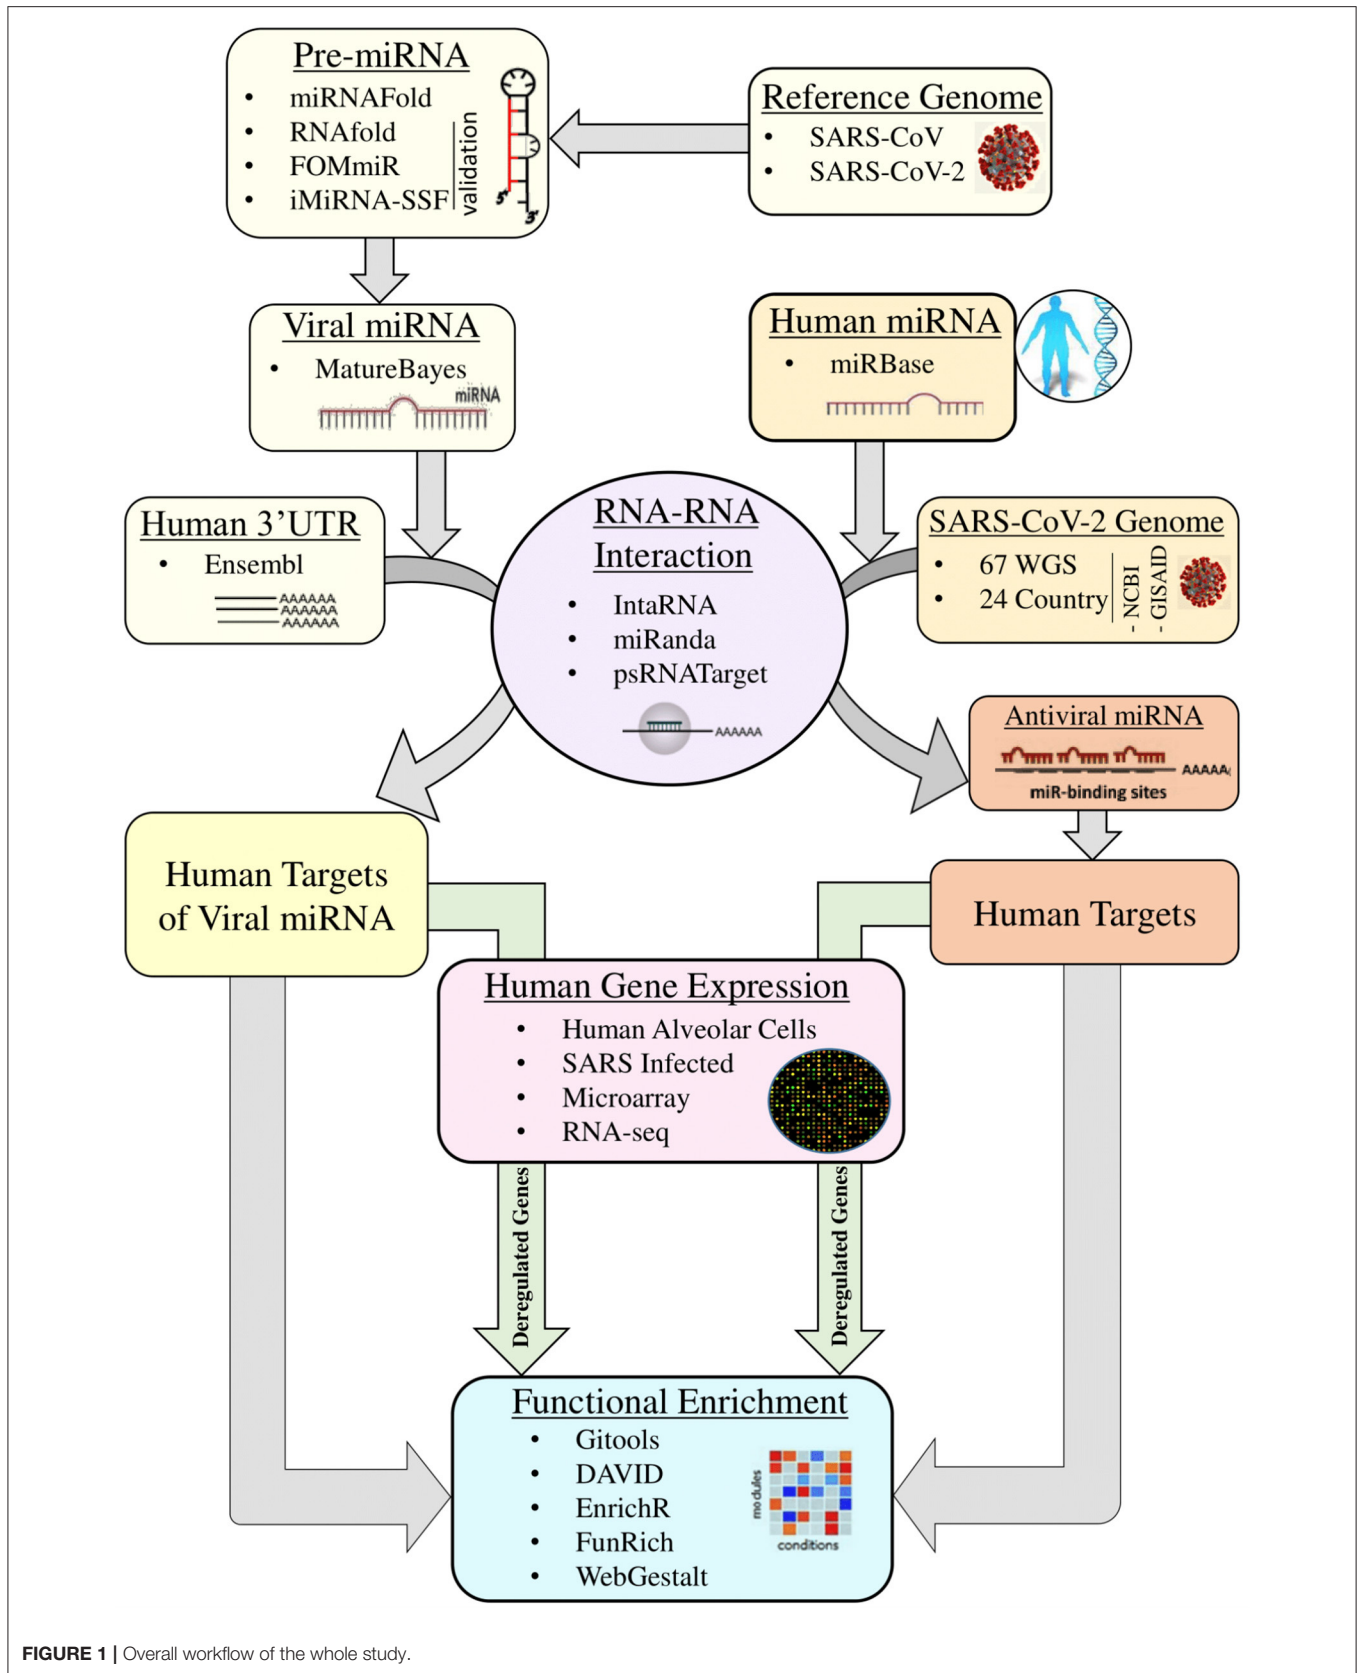 Pre-miRNA
• miRNAFold
• RNAfold
• FOMmiR
• iMiRNA-SSF
validation
5'
3'
Reference Genome
• SARS-CoV
• SARS-CoV-2
Viral miRNA
• MatureBayes
miRNA
Human miRNA
• miRBase
Human 3’UTR
• Ensembl
AAAAAA
AAAAAA
AAAAAA
RNA-RNA
Interaction
• IntaRNA
• miRanda
• psRNATarget
AAAAAA
SARS-CoV-2 Genome
• 67 WGS
• 24 Country
- NCBI
- GISAID
Antiviral miRNA
AAAAA
miR-binding sites
Human Targets
of Viral miRNA
Human Targets
Human Gene Expression
• Human Alveolar Cells
• SARS Infected
• Microarray
• RNA-seq
Deregulated Genes
Deregulated Genes
Functional Enrichment
• Gitools
• DAVID
• EnrichR
• FunRich
• WebGestalt
modules
conditions
FIGURE 1 | Overall workflow of the whole study.